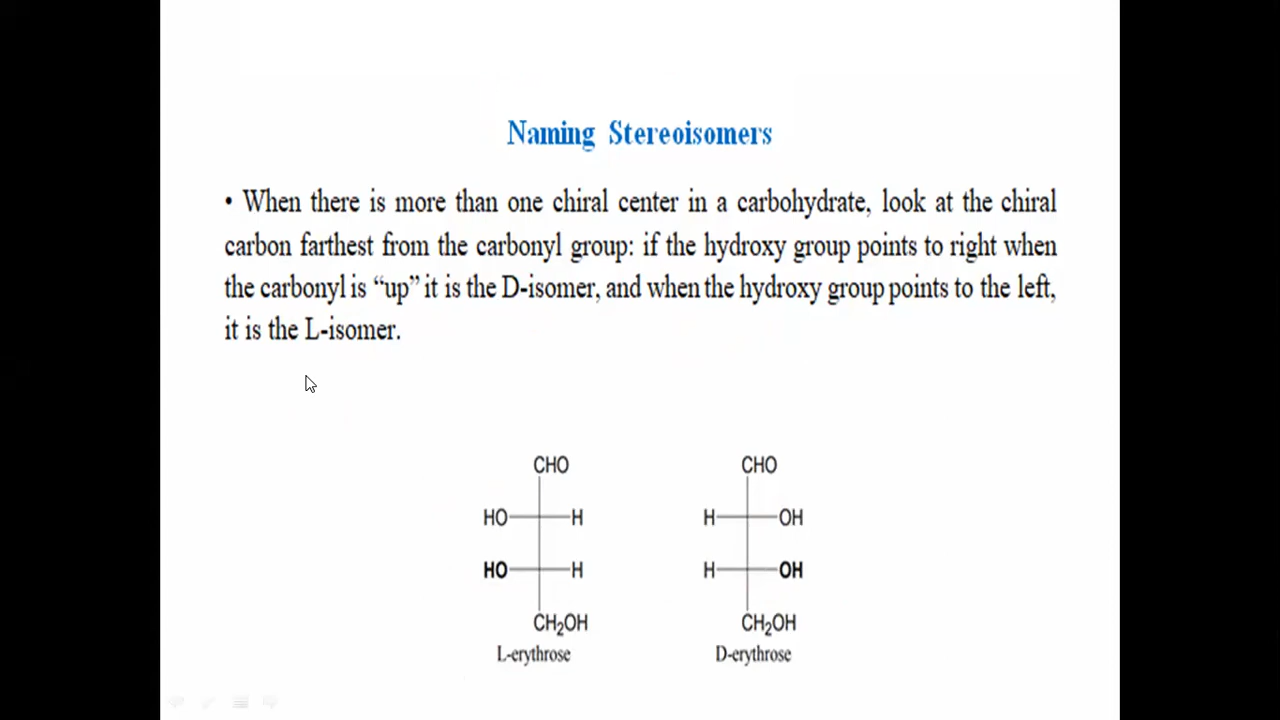 Naming Stereoisomers
• When there is more than one chiral center in a carbohydrate, look at the chiral
carbon farthest from the carbonyl group: if the hydroxy group points to right when
the carbonyl is “up” it is the D-isomer, and when the hydroxy group points to the left,
it is the L-isomer.
CHO CHO
HO H H OH
HO H H OH
CH₂OH CH₂OH
L-erythrose D-erythrose